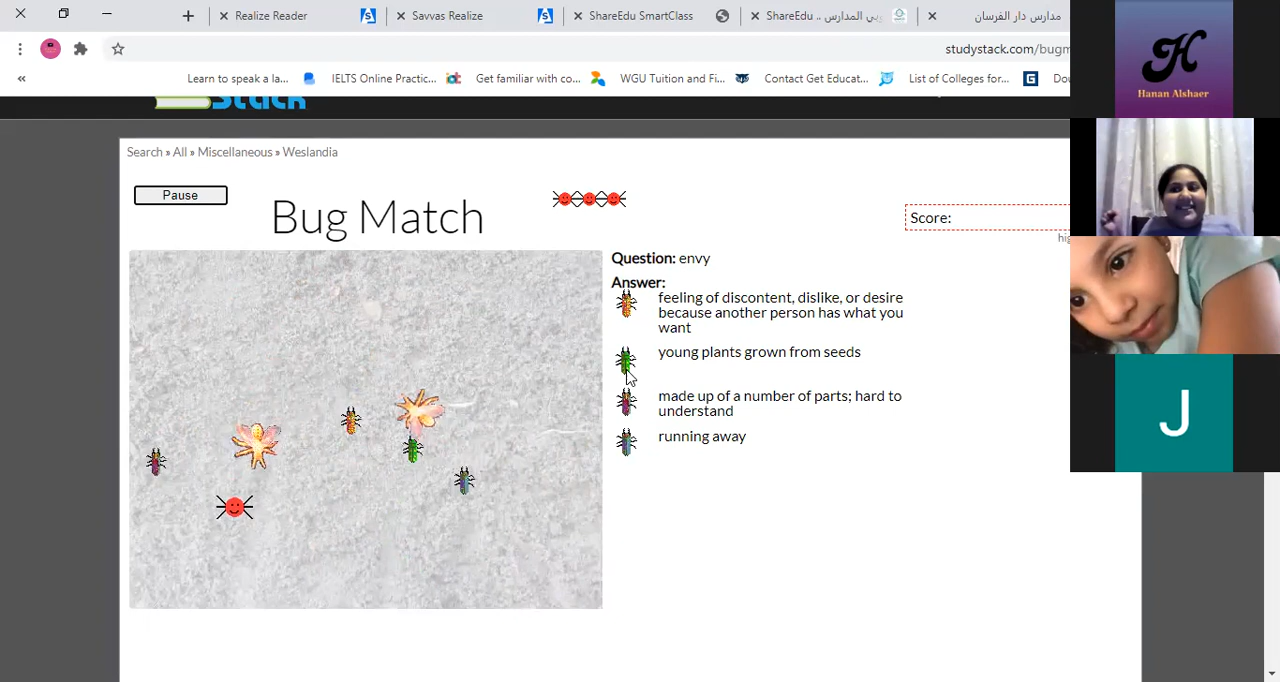 Realize Reader
Savvas Realize
ShareEdu SmartClass
ShareEdu .. بي المدارس
مدارس دار الفرسان
studystack.com/bugm
Learn to speak a la...
IELTS Online Practic...
Get familiar with co...
WGU Tuition and Fi...
Contact Get Educat...
List of Colleges for...
G
Dou
H
Hanan Alshaer
Stack
Search » All » Miscellaneous » Weslandia
Pause
Bug Match
Score:
hig
Question: envy
Answer:
feeling of discontent, dislike, or desire
because another person has what you
want
young plants grown from seeds
made up of a number of parts; hard to
understand
running away
J